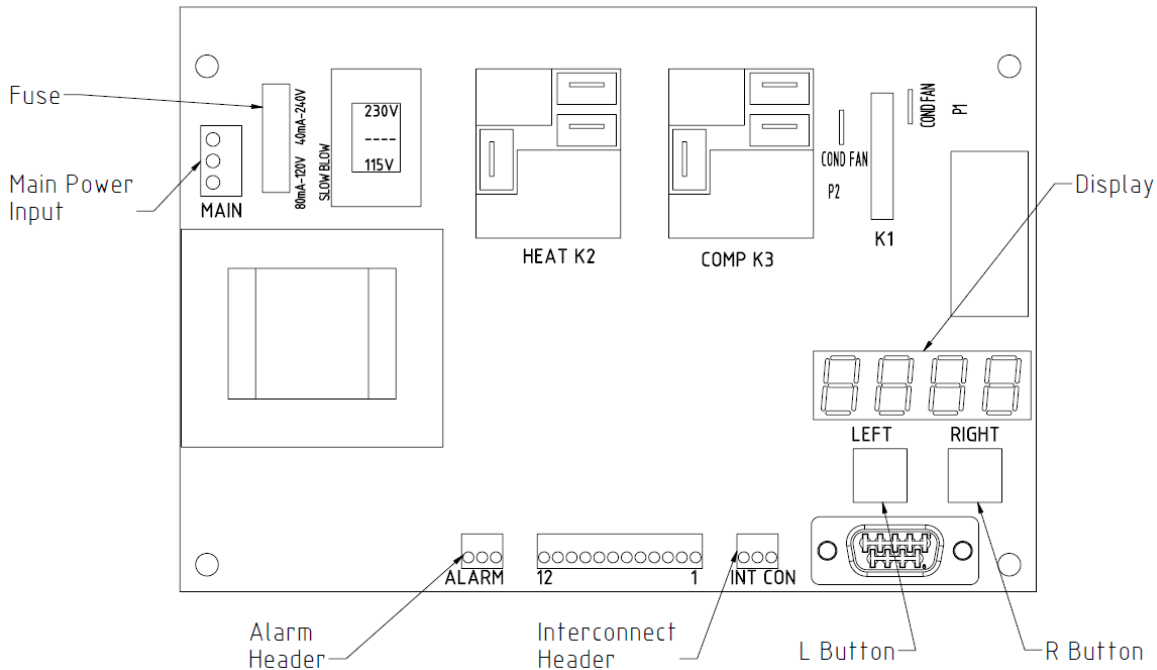 Fuse
Main Power
Input
MAIN
80mA-120V 40mA-240V
SLOW BLOW
230V
----
115V
HEAT K2
COMP K3
COND FAN
P2
K1
COND FAN
P1
Display
8888
LEFT
RIGHT
ALARM
12
1
INT CON
Alarm
Header
Interconnect
Header
L Button
R Button